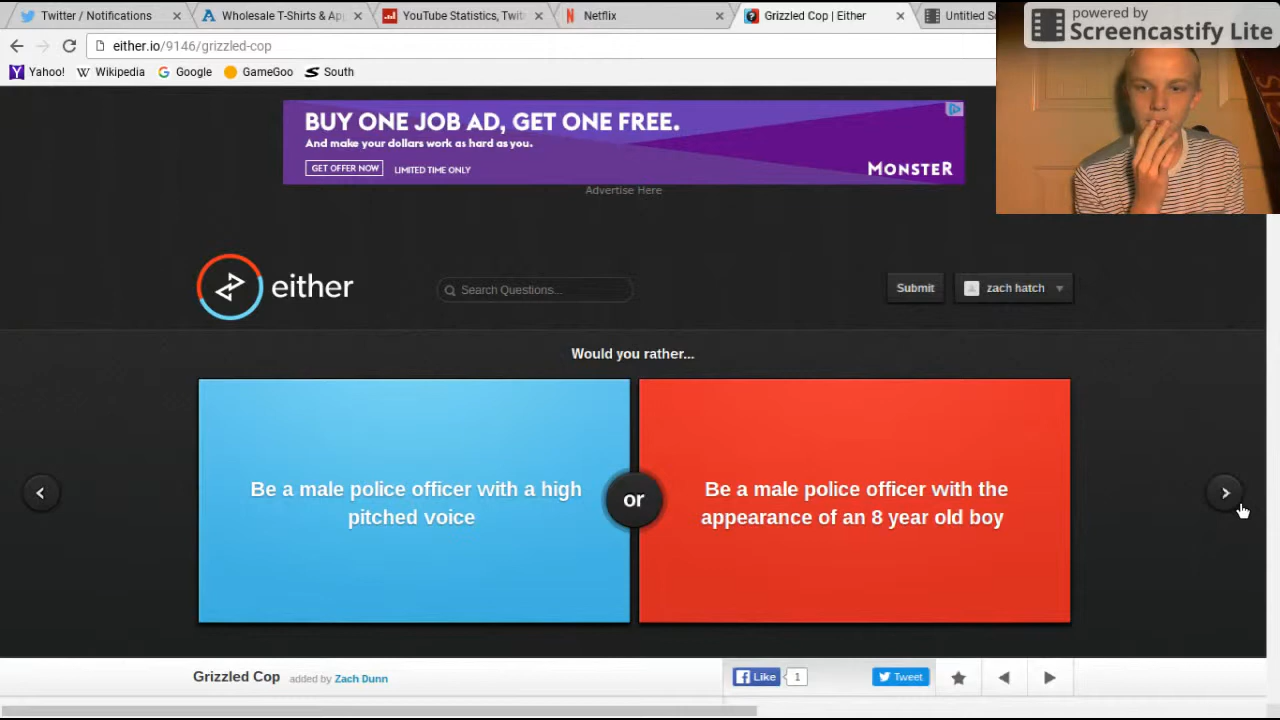 Twitter / Notifications
Wholesale T-Shirts & Ap
YouTube Statistics, Twit
Netflix
Grizzled Cop | Either
Untitled S
powered by
Screencastify Lite
either.io/9146/grizzled-cop
Yahoo!
Wikipedia
Google
GameGoo
South
BUY ONE JOB AD, GET ONE FREE.
And make your dollars work as hard as you.
GET OFFER NOW
LIMITED TIME ONLY
MONSTER
Advertise Here
either
Search Questions...
Submit
zach hatch
Would you rather...
Be a male police officer with a high
pitched voice
or
Be a male police officer with the
appearance of an 8 year old boy
Grizzled Cop
added by Zach Dunn
Like
1
Tweet